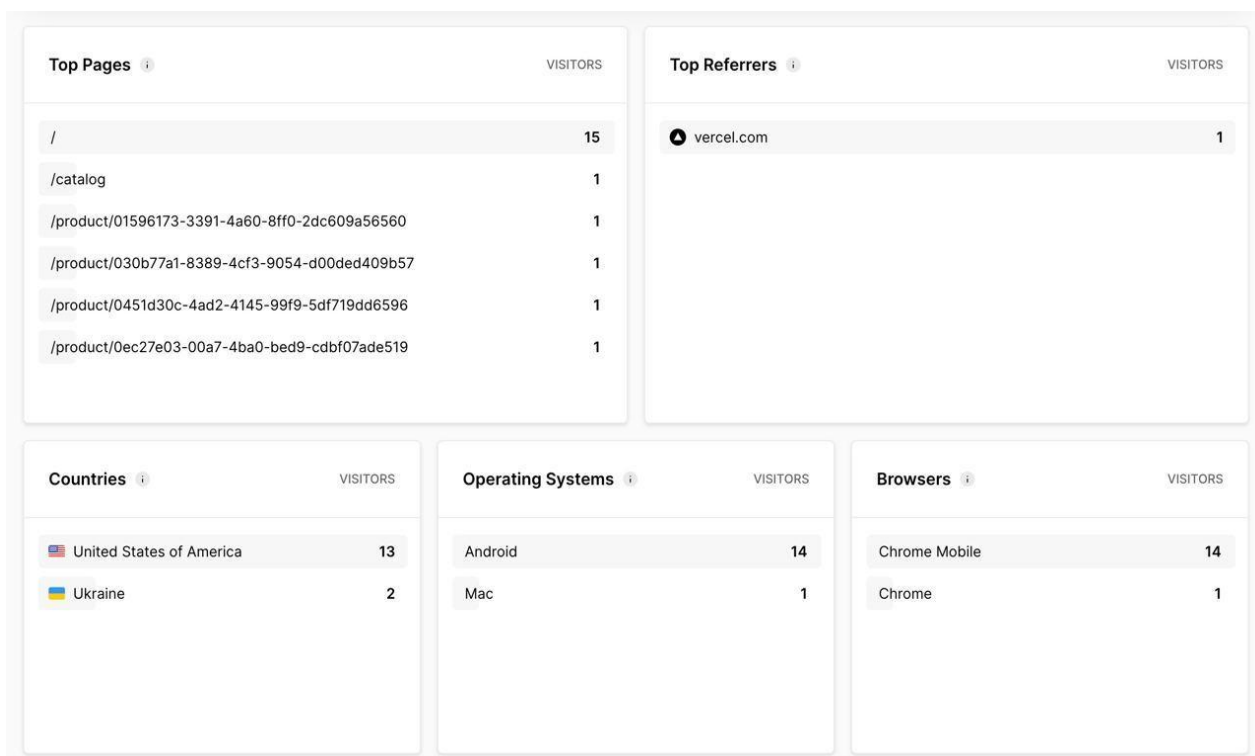 Top Pages i VISITORS
/ 15
/catalog 1
/product/01596173-3391-4a60-8ff0-2dc609a56560 1
/product/030b77a1-8389-4cf3-9054-d00ded409b57 1
/product/0451d30c-4ad2-4145-99f9-5df719dd6596 1
/product/0ec27e03-00a7-4ba0-bed9-cdbf07ade519 1
Top Referrers i VISITORS
vercel.com 1
Countries i VISITORS
United States of America 13
Ukraine 2
Operating Systems i VISITORS
Android 14
Mac 1
Browsers i VISITORS
Chrome Mobile 14
Chrome 1